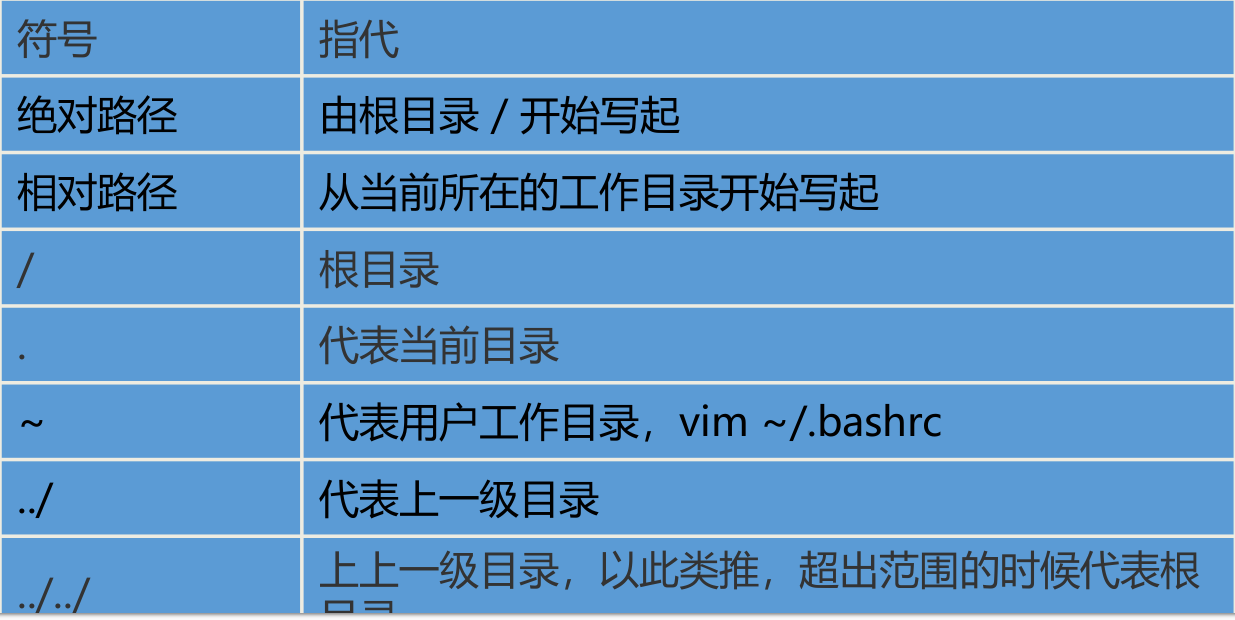 符号 指代
绝对路径 由根目录 / 开始写起
相对路径 从当前所在的工作目录开始写起
/ 根目录
. 代表当前目录
~ 代表用户工作目录，vim ~/.bashrc
../ 代表上一级目录
../../ 上上一级目录，以此类推，超出范围的时候代表根